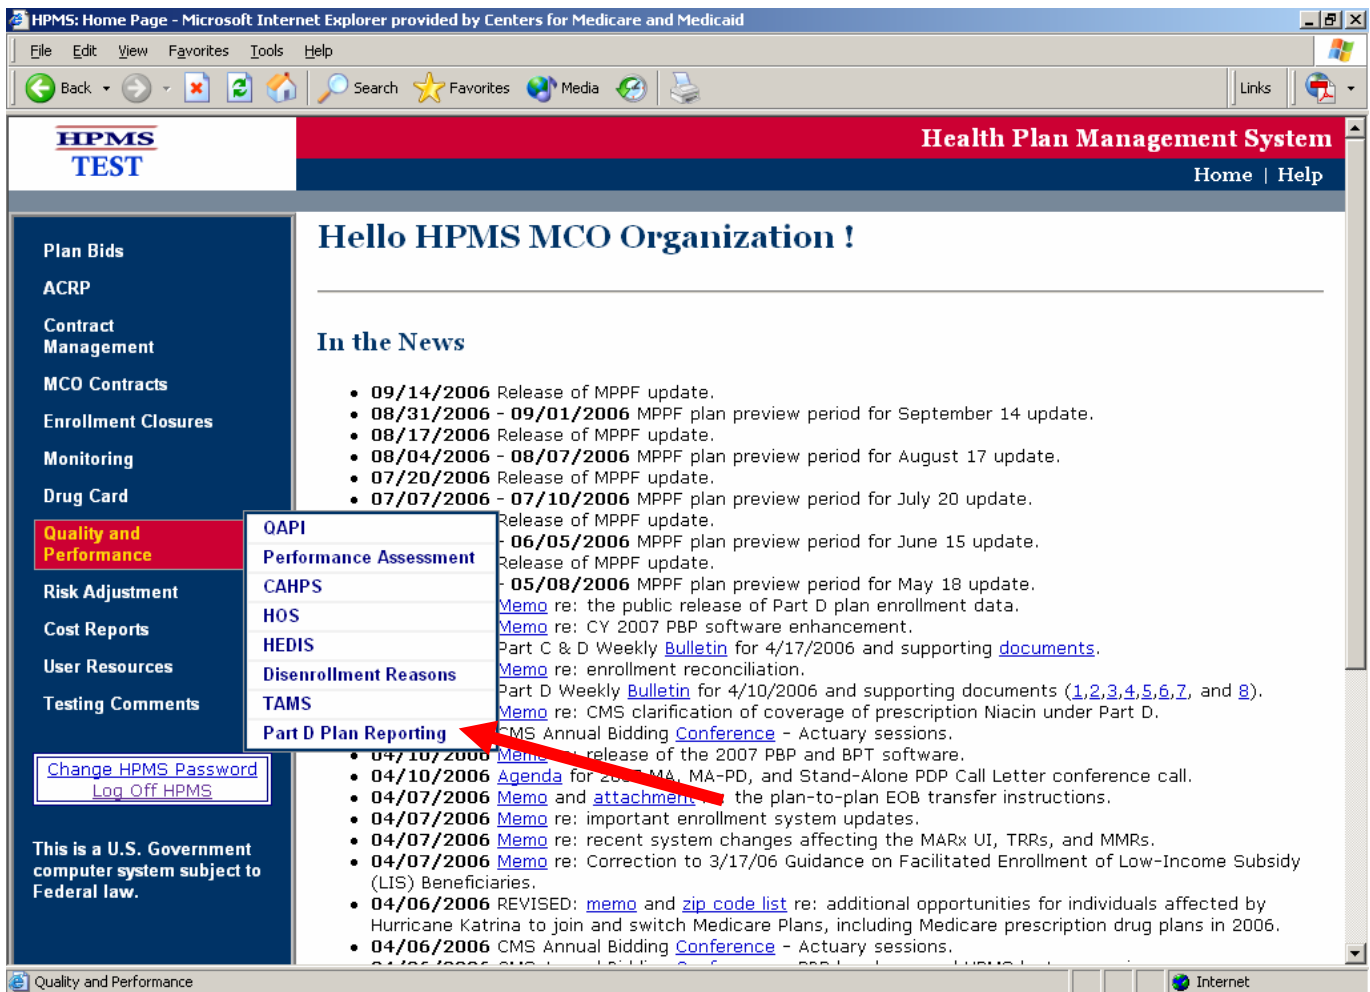 HPMS: Home Page - Microsoft Internet Explorer provided by Centers for Medicare and Medicaid
File Edit View Favorites Tools Help
Back Search Favorites Media Links
HPMS
TEST
Health Plan Management System
Home | Help
Plan Bids
ACRP
Contract
Management
MCO Contracts
Enrollment Closures
Monitoring
Drug Card
Quality and
Performance
Risk Adjustment
Cost Reports
User Resources
Testing Comments
QAPI
Performance Assessment
CAHPS
HOS
HEDIS
Disenrollment Reasons
TAMS
Part D Plan Reporting
Change HPMS Password
Log Off HPMS
This is a U.S. Government
computer system subject to
Federal law.
Hello HPMS MCO Organization !
In the News
• 09/14/2006 Release of MPPF update.
• 08/31/2006 - 09/01/2006 MPPF plan preview period for September 14 update.
• 08/17/2006 Release of MPPF update.
• 08/04/2006 - 08/07/2006 MPPF plan preview period for August 17 update.
• 07/20/2006 Release of MPPF update.
• 07/07/2006 - 07/10/2006 MPPF plan preview period for July 20 update.
Release of MPPF update.
- 06/05/2006 MPPF plan preview period for June 15 update.
Release of MPPF update.
- 05/08/2006 MPPF plan preview period for May 18 update.
Memo re: the public release of Part D plan enrollment data.
Memo re: CY 2007 PBP software enhancement.
Part C & D Weekly Bulletin for 4/17/2006 and supporting documents.
Memo re: enrollment reconciliation.
Part D Weekly Bulletin for 4/10/2006 and supporting documents (1,2,3,4,5,6,7, and 8).
Memo re: CMS clarification of coverage of prescription Niacin under Part D.
CMS Annual Bidding Conference - Actuary sessions.
• 04/10/2006 Memo re: release of the 2007 PBP and BPT software.
• 04/10/2006 Agenda for 2007 MA, MA-PD, and Stand-Alone PDP Call Letter conference call.
• 04/07/2006 Memo and attachment the plan-to-plan EOB transfer instructions.
• 04/07/2006 Memo re: important enrollment system updates.
• 04/07/2006 Memo re: recent system changes affecting the MARx UI, TRRs, and MMRs.
• 04/07/2006 Memo re: Correction to 3/17/06 Guidance on Facilitated Enrollment of Low-Income Subsidy
(LIS) Beneficiaries.
• 04/06/2006 REVISED: memo and zip code list re: additional opportunities for individuals affected by
Hurricane Katrina to join and switch Medicare Plans, including Medicare prescription drug plans in 2006.
• 04/06/2006 CMS Annual Bidding Conference - Actuary sessions.
Quality and Performance
Internet